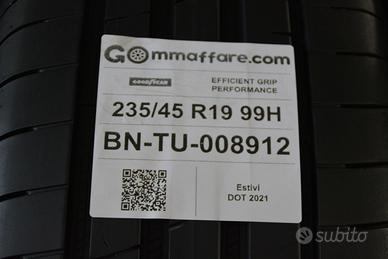 GOmmaffare.com
GOODYEAR
EFFICIENT GRIP
PERFORMANCE
235/45 R19 99H
BN-TU-008912
Estivi
DOT 2021
subito